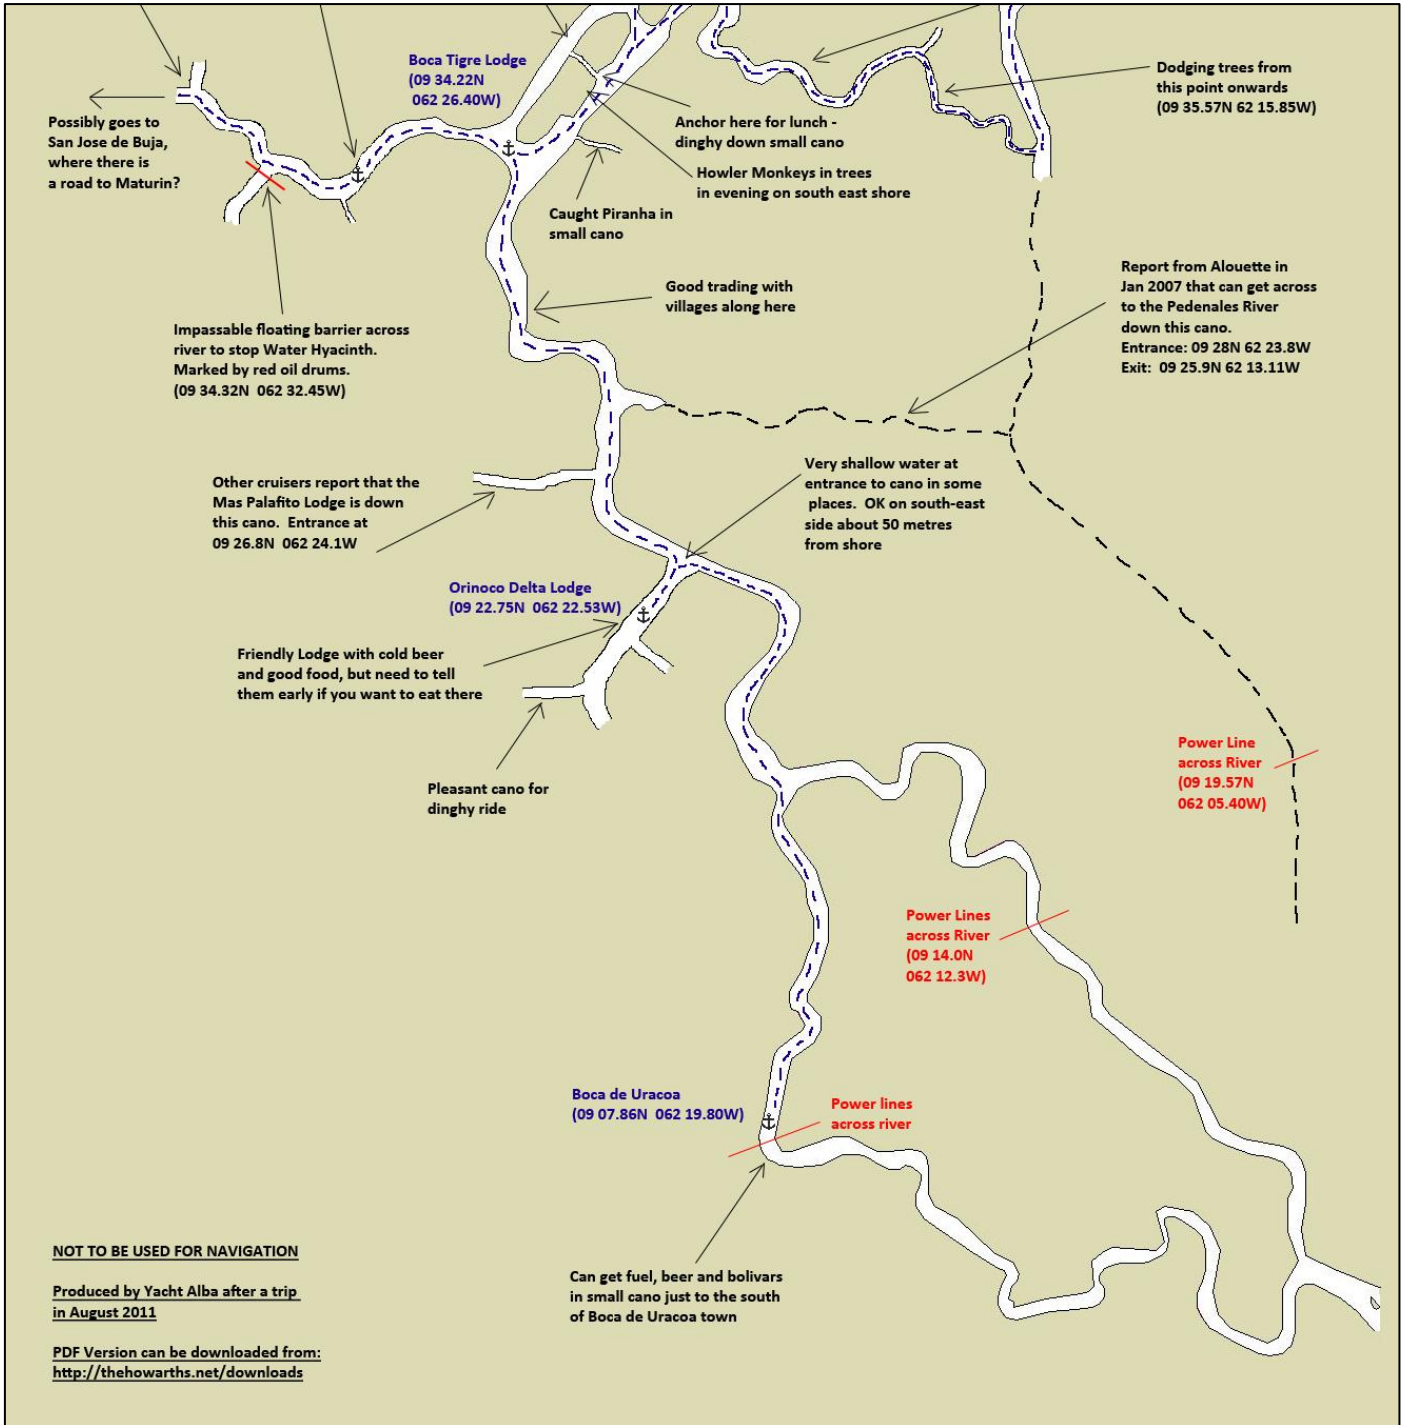 Boca Tigre Lodge
(09 34.22N
062 26.40W)
Dodging trees from
this point onwards
(09 35.57N 62 15.85W)
Possibly goes to
San Jose de Buja,
where there is
a road to Maturin?
Anchor here for lunch -
dinghy down small cano
Howler Monkeys in trees
in evening on south east shore
Caught Piranha in
small cano
Good trading with
villages along here
Report from Alouette in
Jan 2007 that can get across
to the Pedenales River
down this cano.
Entrance: 09 28N 62 23.8W
Exit:  09 25.9N 62 13.11W
Impassable floating barrier across
river to stop Water Hyacinth.
Marked by red oil drums.
(09 34.32N  062 32.45W)
Other cruisers report that the
Mas Palafito Lodge is down
this cano.  Entrance at
09 26.8N  062 24.1W
Very shallow water at
entrance to cano in some
places.  OK on south-east
side about 50 metres
from shore
Orinoco Delta Lodge
(09 22.75N  062 22.53W)
Friendly Lodge with cold beer
and good food, but need to tell
them early if you want to eat there
Pleasant cano for
dinghy ride
Power Line
across River
(09 19.57N
062 05.40W)
Power Lines
across River
(09 14.0N
062 12.3W)
Boca de Uracoa
(09 07.86N  062 19.80W)
Power lines
across river
Can get fuel, beer and bolivars
in small cano just to the south
of Boca de Uracoa town
NOT TO BE USED FOR NAVIGATION
Produced by Yacht Alba after a trip
in August 2011
PDF Version can be downloaded from:
http://thehowarths.net/downloads